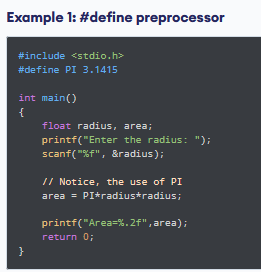 Example 1: #define preprocessor
#include <stdio.h>
#define PI 3.1415

int main()
{
    float radius, area;
    printf("Enter the radius: ");
    scanf("%f", &radius);

    // Notice, the use of PI
    area = PI*radius*radius;

    printf("Area=%.2f",area);
    return 0;
}